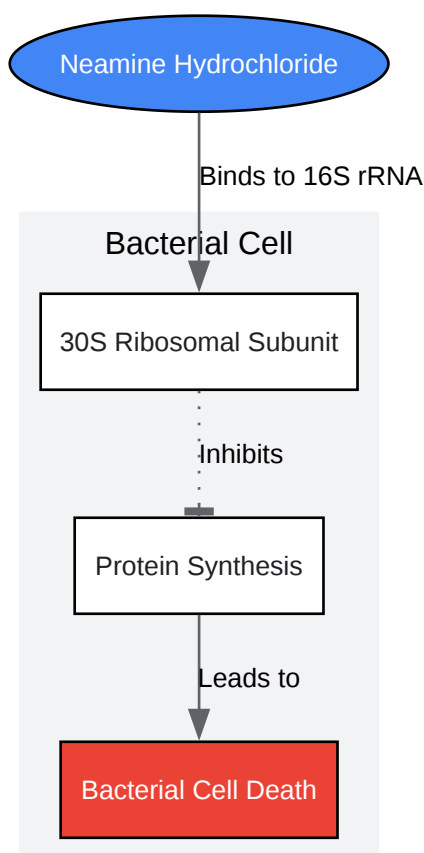 Neamine Hydrochloride
Binds to 16S rRNA
Bacterial Cell
30S Ribosomal Subunit
Inhibits
Protein Synthesis
Leads to
Bacterial Cell Death